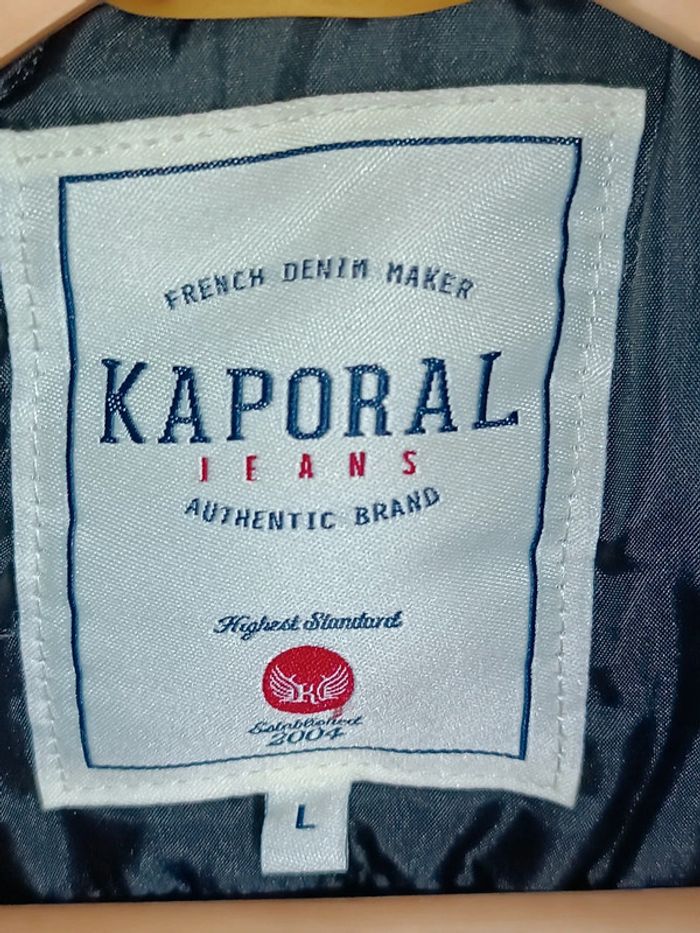 FRENCH DENIM MAKER
KAPORAL
JEANS
AUTHENTIC BRAND
Highest Standard
K
Established
2004
L